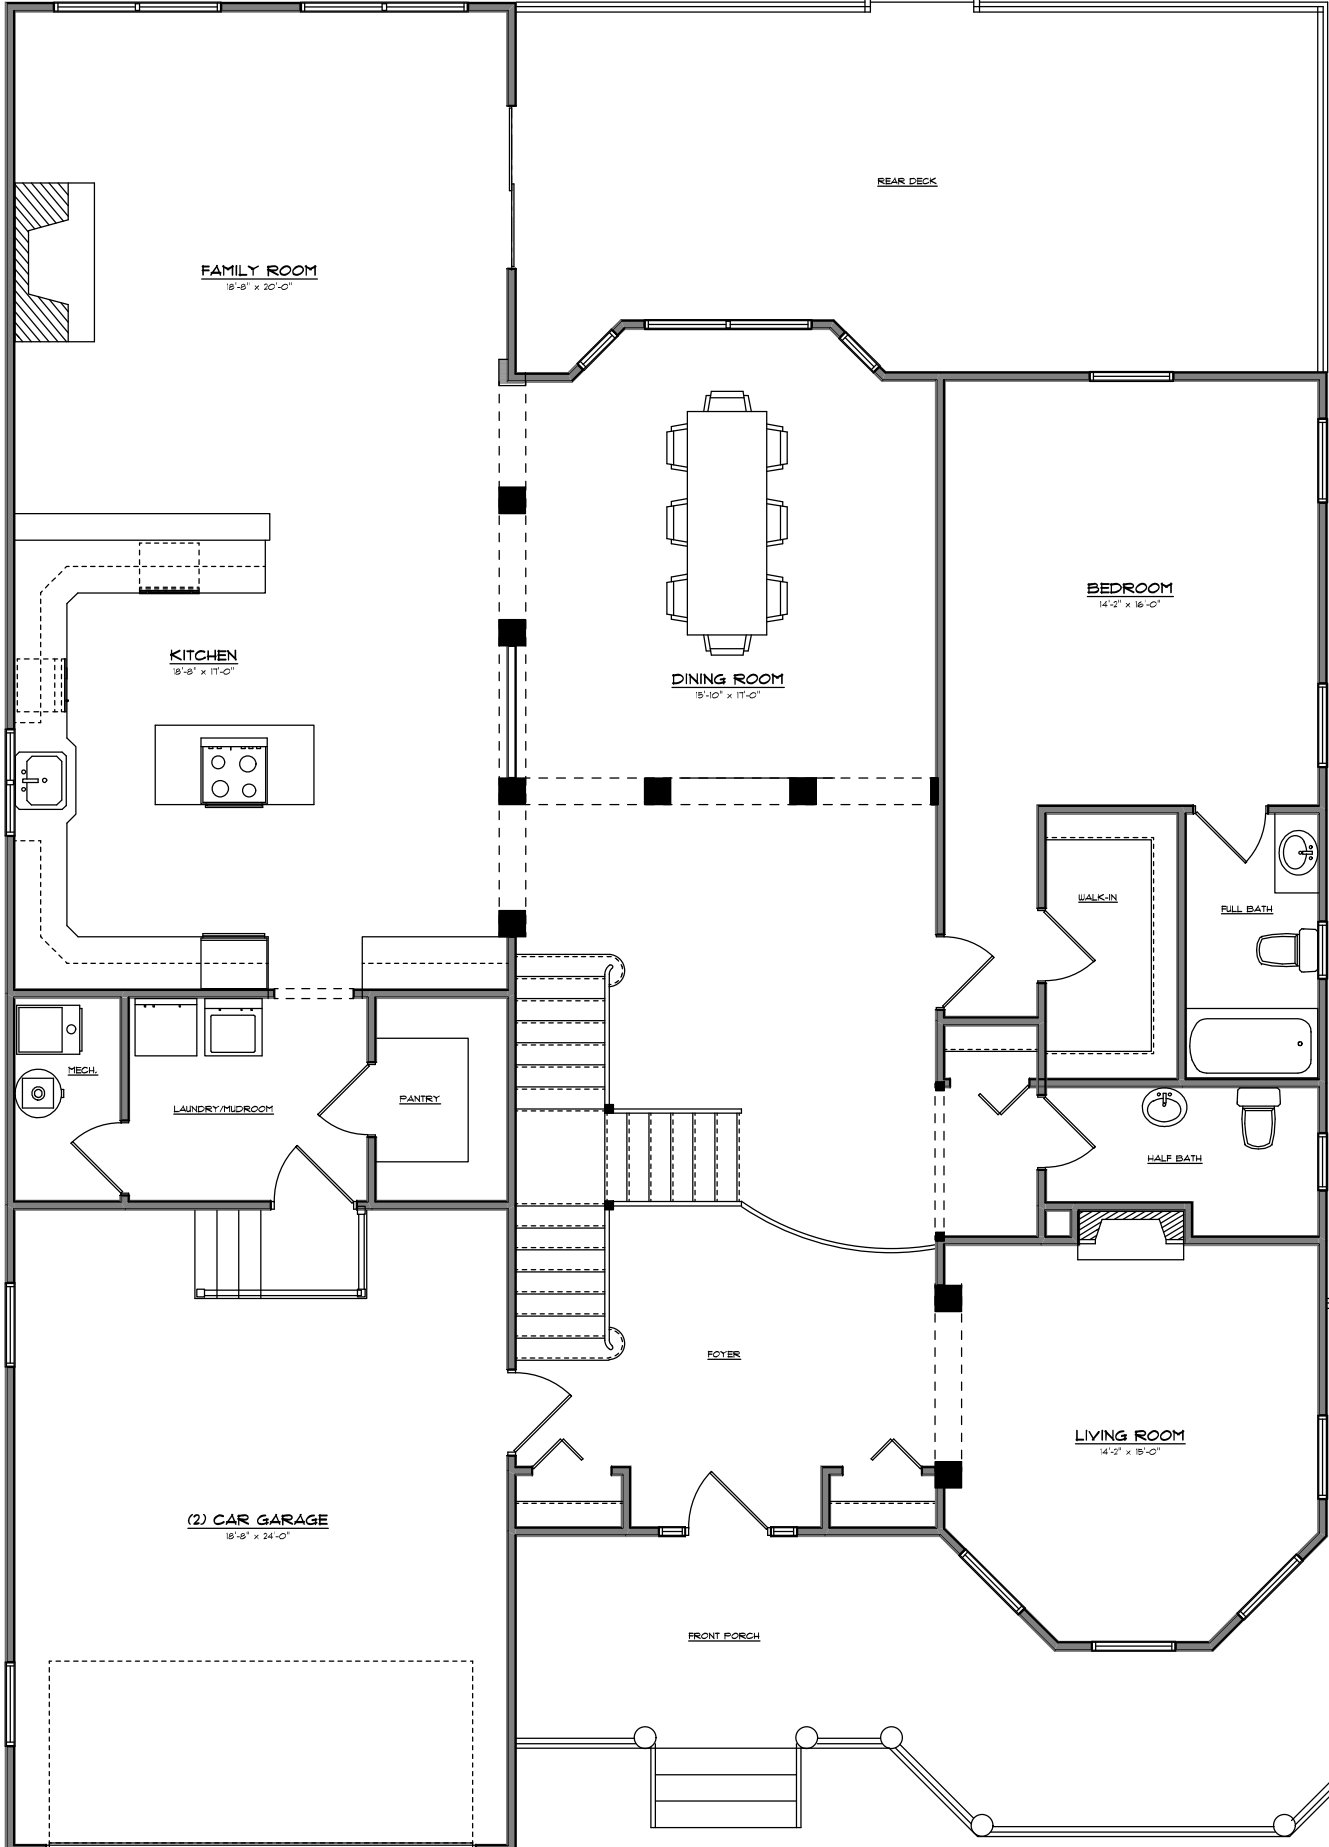 REAR DECK
FAMILY ROOM
18'-8" x 20'-0"
BEDROOM
14'-2" x 16'-0"
KITCHEN
18'-8" x 17'-0"
DINING ROOM
15'-10" x 17'-0"
WALK-IN
FULL BATH
MECH.
LAUNDRY/MUDROOM
PANTRY
HALF BATH
FOYER
LIVING ROOM
14'-2" x 15'-0"
(2) CAR GARAGE
18'-8" x 24'-0"
FRONT PORCH